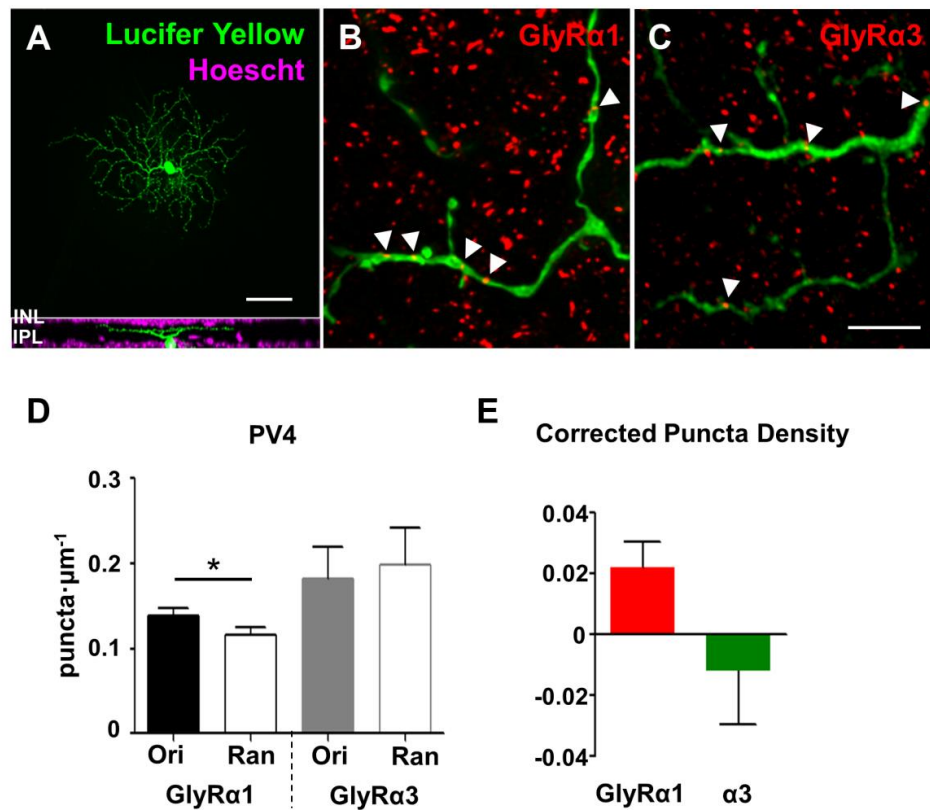 A
Lucifer Yellow
Hoescht
INL
IPL
B
GlyRα1
C
GlyRα3
D
PV4
puncta·µm⁻¹
0.3
0.2
0.1
0
*
Ori Ran Ori Ran
GlyRα1 GlyRα3
E
Corrected Puncta Density
0.04
0.02
0
-0.02
-0.04
GlyRα1 α3